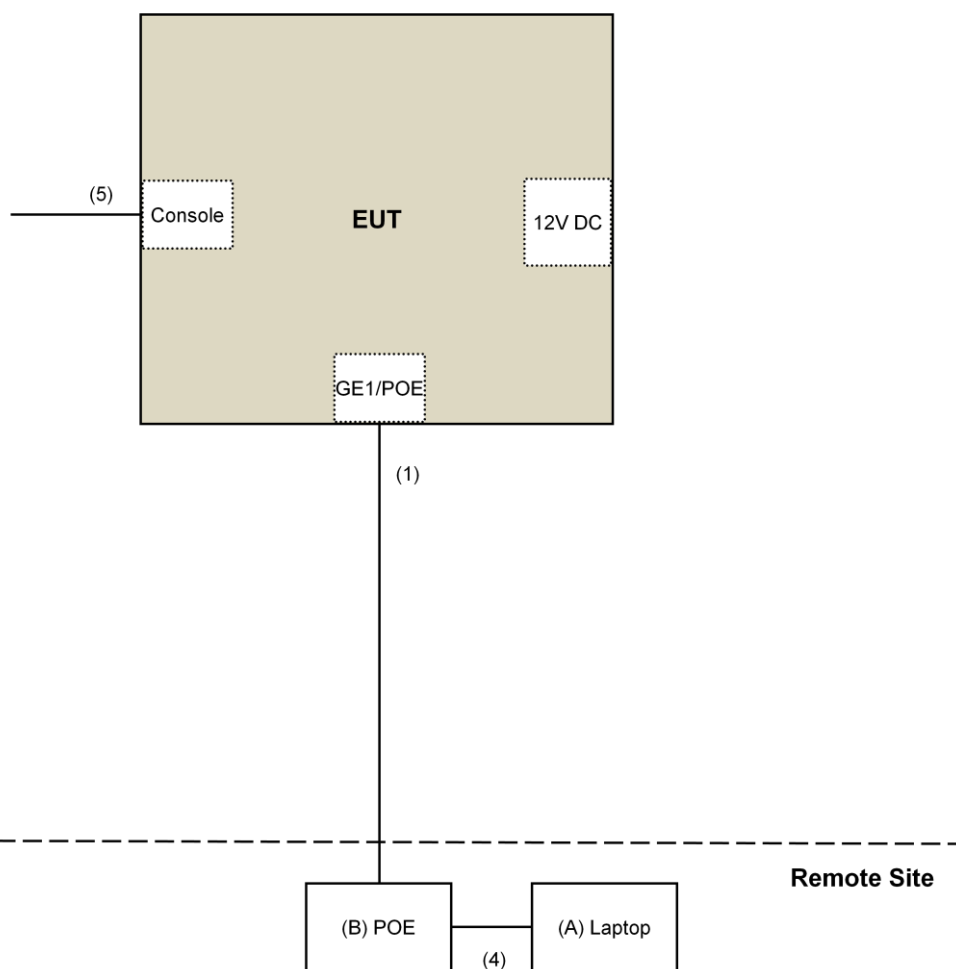 (5)
Console
EUT
12V DC
GE1/POE
(1)
Remote Site
(B) POE
(A) Laptop
(4)